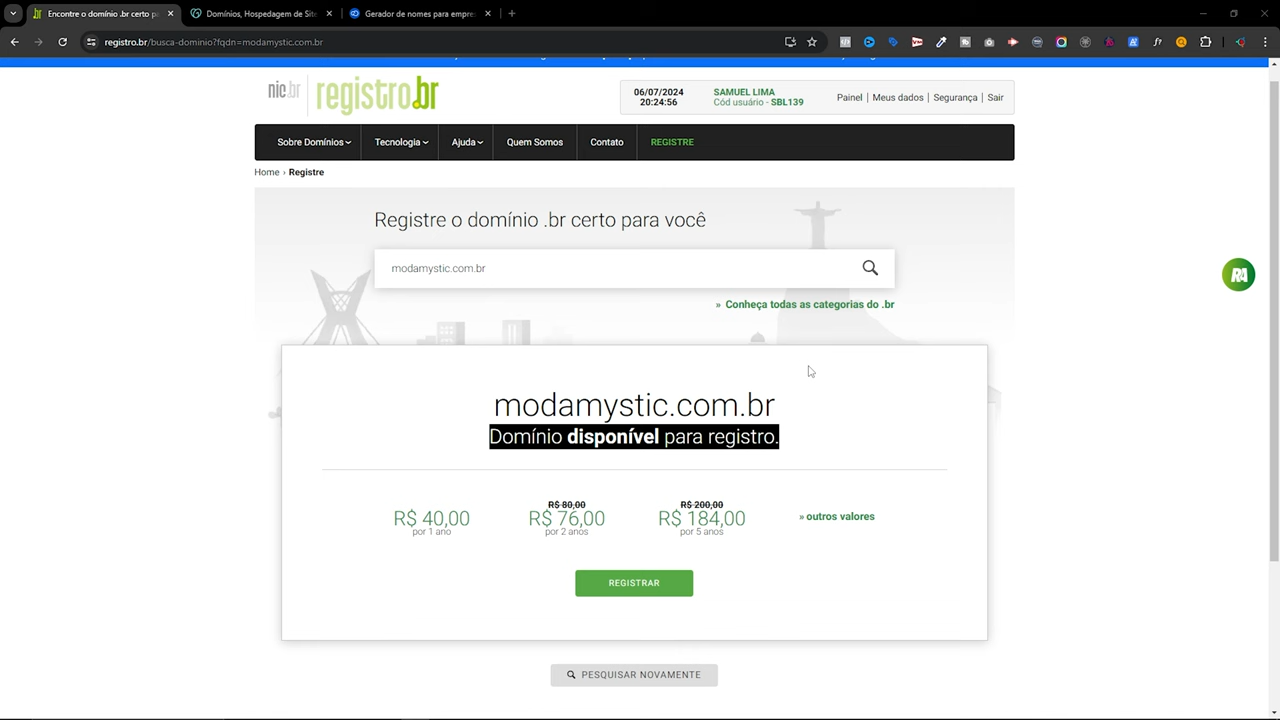 Encontre o domínio .br certo pa
Domínios, Hospedagem de Site
Gerador de nomes para empre
registro.br/busca-dominio?fqdn=modamystic.com.br
nic.br
registro.br
06/07/2024
20:24:56
SAMUEL LIMA
Cód usuário - SBL139
Painel | Meus dados | Segurança | Sair
Sobre Domínios
Tecnologia
Ajuda
Quem Somos
Contato
REGISTRE
Home › Registre
Registre o domínio .br certo para você
modamystic.com.br
» Conheça todas as categorias do .br
RA
modamystic.com.br
Domínio disponível para registro.
R$ 80,00
R$ 200,00
R$ 40,00
R$ 76,00
R$ 184,00
» outros valores
por 1 ano
por 2 anos
por 5 anos
REGISTRAR
PESQUISAR NOVAMENTE